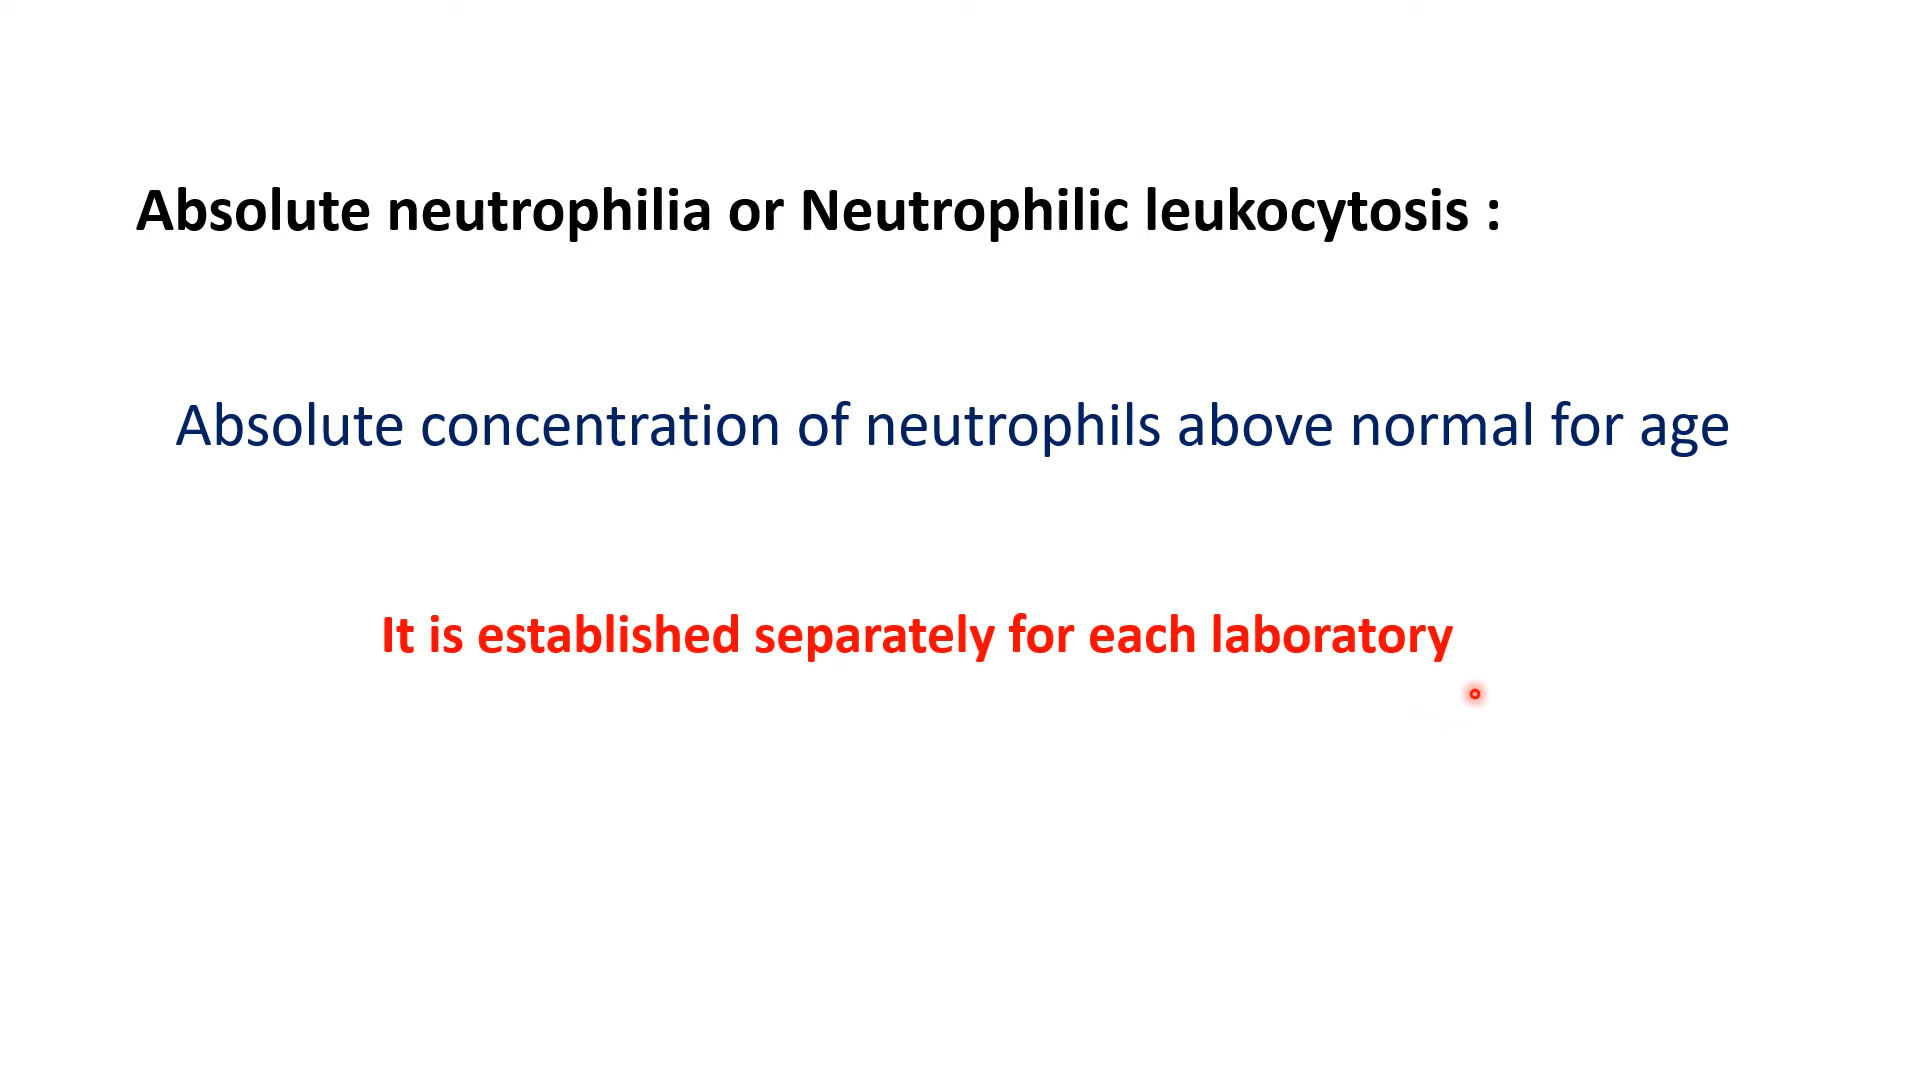 Absolute neutrophilia or Neutrophilic leukocytosis :
Absolute concentration of neutrophils above normal for age
It is established separately for each laboratory